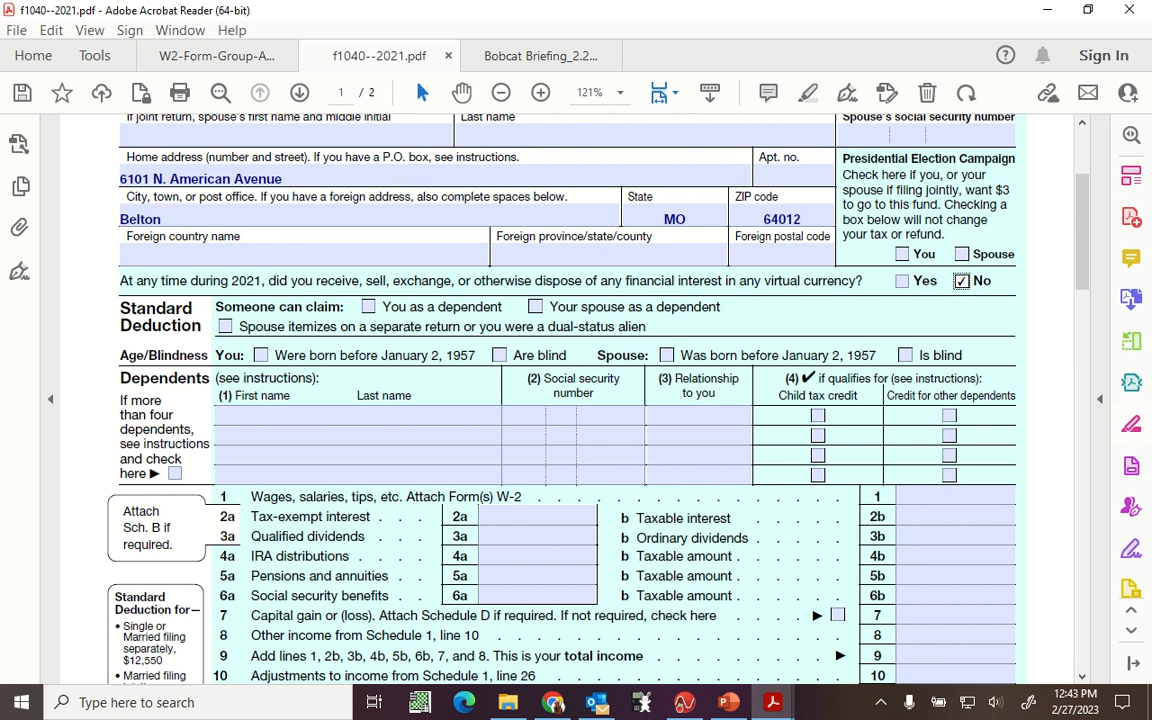 f1040--2021.pdf - Adobe Acrobat Reader (64-bit)
File Edit View Sign Window Help
Home Tools W2-Form-Group-A... f1040--2021.pdf × Bobcat Briefing_2.2... Sign In
1 / 2 121%
If joint return, spouse's first name and middle initial Last name Spouse's social security number
Home address (number and street). If you have a P.O. box, see instructions. Apt. no.
6101 N. American Avenue
City, town, or post office. If you have a foreign address, also complete spaces below. State ZIP code
Belton MO 64012
Foreign country name Foreign province/state/county Foreign postal code
Presidential Election Campaign
Check here if you, or your
spouse if filing jointly, want $3
to go to this fund. Checking a
box below will not change
your tax or refund.
You Spouse
At any time during 2021, did you receive, sell, exchange, or otherwise dispose of any financial interest in any virtual currency? Yes No
Standard
Deduction
Someone can claim: You as a dependent Your spouse as a dependent
Spouse itemizes on a separate return or you were a dual-status alien
Age/Blindness You: Were born before January 2, 1957 Are blind Spouse: Was born before January 2, 1957 Is blind
Dependents (see instructions):
(1) First name Last name
(2) Social security
number
(3) Relationship
to you
(4) ✔ if qualifies for (see instructions):
Child tax credit Credit for other dependents
If more
than four
dependents,
see instructions
and check
here ▶
Attach
Sch. B if
required.
1 Wages, salaries, tips, etc. Attach Form(s) W-2 . . . . . . . . . . . . 1
2a Tax-exempt interest . . . 2a b Taxable interest . . . . . 2b
3a Qualified dividends . . . 3a b Ordinary dividends . . . . . 3b
4a IRA distributions . . . 4a b Taxable amount . . . . . . 4b
5a Pensions and annuities . . 5a b Taxable amount . . . . . . 5b
6a Social security benefits . . 6a b Taxable amount . . . . . . 6b
7 Capital gain or (loss). Attach Schedule D if required. If not required, check here . . . . ▶ 7
8 Other income from Schedule 1, line 10 . . . . . . . . . . . . . . 8
9 Add lines 1, 2b, 3b, 4b, 5b, 6b, 7, and 8. This is your total income . . . . . . . ▶ 9
10 Adjustments to income from Schedule 1, line 26 . . . . . . . . . . . . 10
Standard
Deduction for—
• Single or
Married filing
separately,
$12,550
• Married filing
Type here to search
12:43 PM
2/27/2023